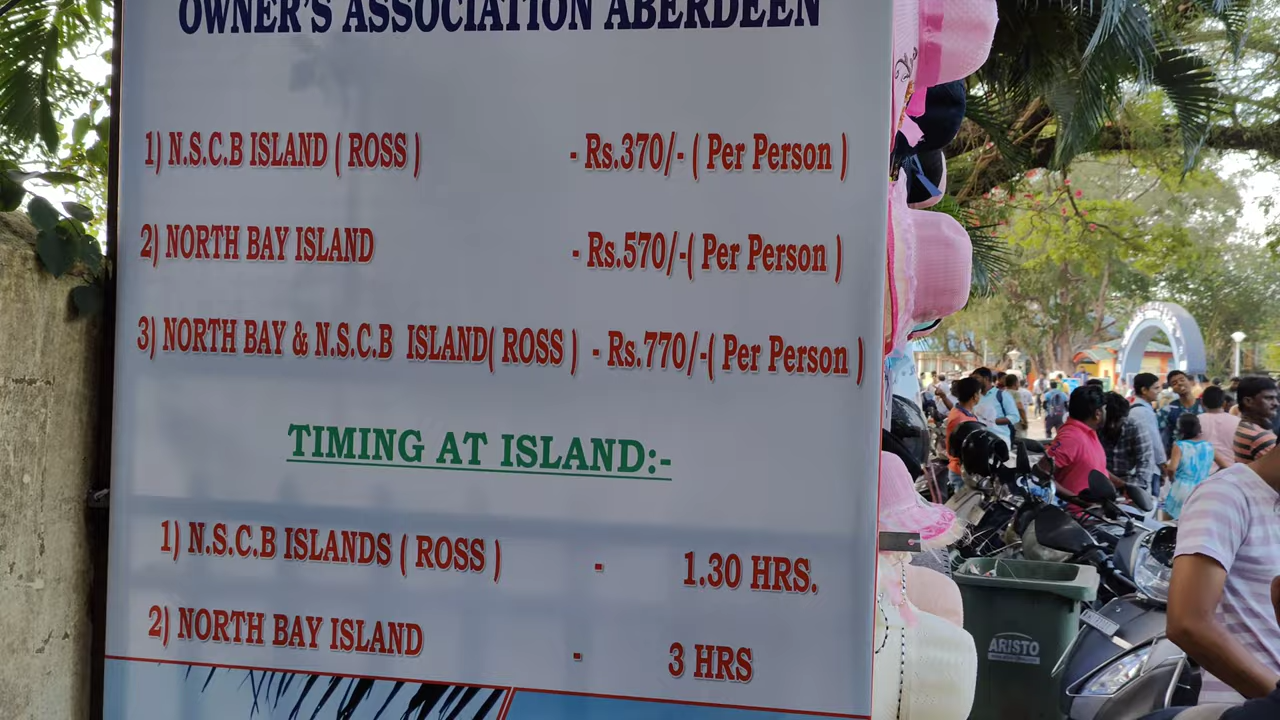 OWNER'S ASSOCIATION ABERDEEN
1) N.S.C.B ISLAND ( ROSS ) - Rs.370/- ( Per Person )
2) NORTH BAY ISLAND - Rs.570/-( Per Person )
3) NORTH BAY & N.S.C.B ISLAND( ROSS ) - Rs.770/-( Per Person )
TIMING AT ISLAND:-
1) N.S.C.B ISLANDS ( ROSS ) - 1.30 HRS.
2) NORTH BAY ISLAND - 3 HRS
ARISTO